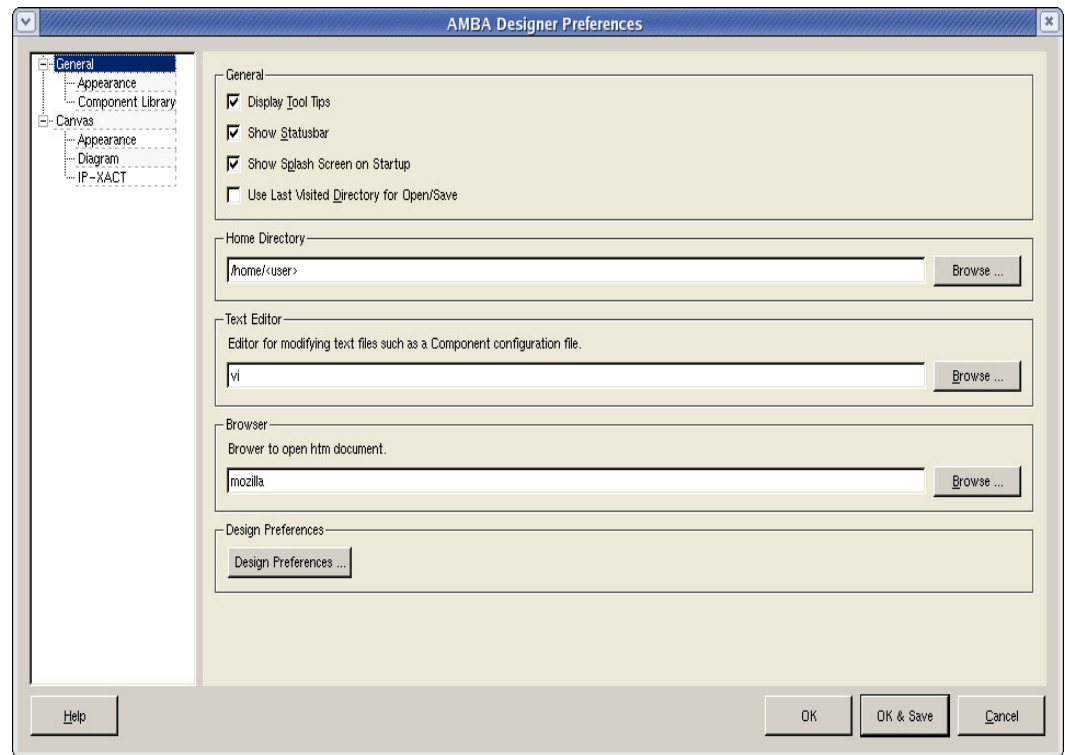 AMBA Designer Preferences
General
Appearance
Component Library
Canvas
Appearance
Diagram
IP-XACT
General
Display Tool Tips
Show Statusbar
Show Splash Screen on Startup
Use Last Visited Directory for Open/Save
Home Directory
/home/<user>
Browse ...
Text Editor
Editor for modifying text files such as a Component configuration file.
vi
Browse ...
Browser
Brower to open htm document.
mozilla
Browse ...
Design Preferences
Design Preferences ...
Help
OK
OK & Save
Cancel